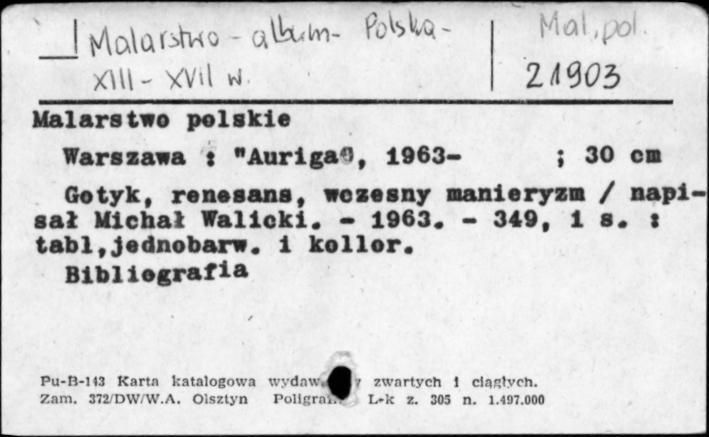 Malarstwo - album - Polska - Mal. pol.
XIII - XVII w. 21903
Malarstwo polskie
Warszawa : "Auriga", 1963- ; 30 cm
Gotyk, renesans, wczesny manieryzm / napi-
sał Michał Walicki. - 1963. - 349, 1 s. :
tabl,jednobarw. i kollor.
Bibliografia
Pu-B-143 Karta katalogowa wydaw. zwartych i ciągłych.
Zam. 372/DW/W.A. Olsztyn L-k z. 305 n. 1.497.000